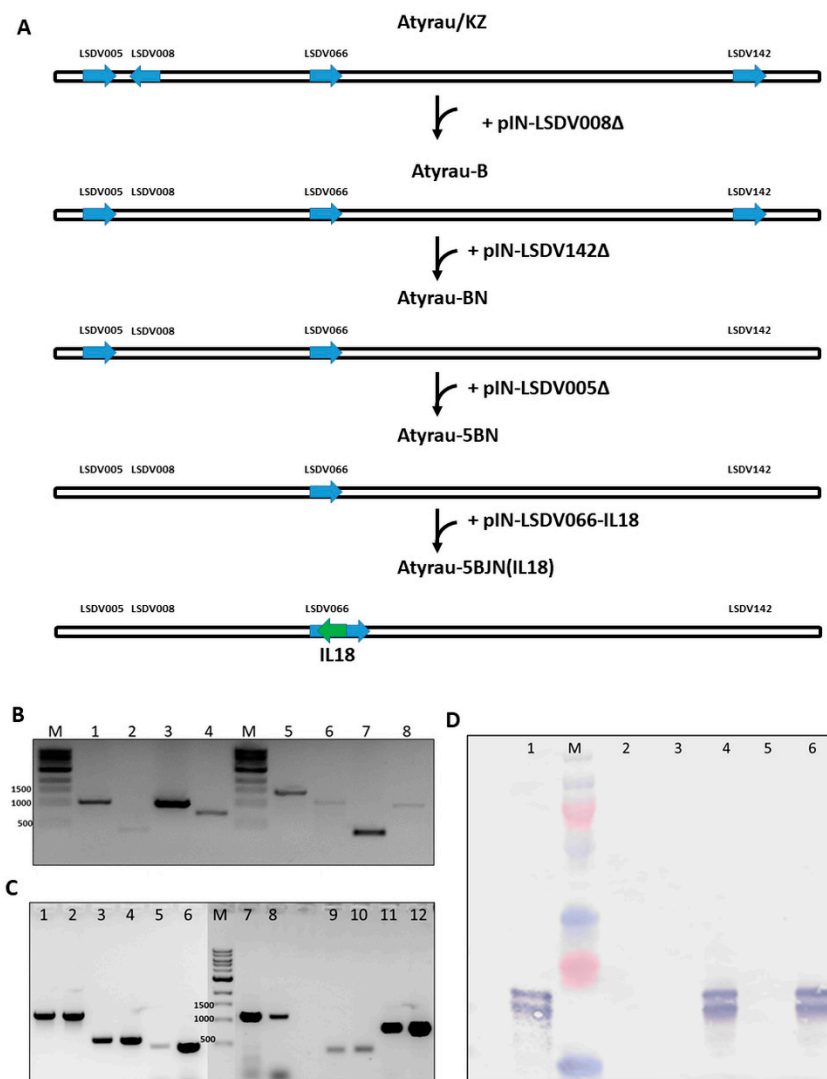 A
Atyrau/KZ
LSDV005 LSDV008 LSDV066 LSDV142
+ pIN-LSDV008Δ
Atyrau-B
LSDV005 LSDV008 LSDV066 LSDV142
+ pIN-LSDV142Δ
Atyrau-BN
LSDV005 LSDV008 LSDV066 LSDV142
+ pIN-LSDV005Δ
Atyrau-5BN
LSDV005 LSDV008 LSDV066 LSDV142
+ pIN-LSDV066-IL18
Atyrau-5BJN(IL18)
LSDV005 LSDV008 LSDV066 LSDV142
IL18
B
M 1 2 3 4 M 5 6 7 8
1500
1000
500
C
1 2 3 4 5 6 M 7 8 9 10 11 12
1500
1000
500
D
1 M 2 3 4 5 6